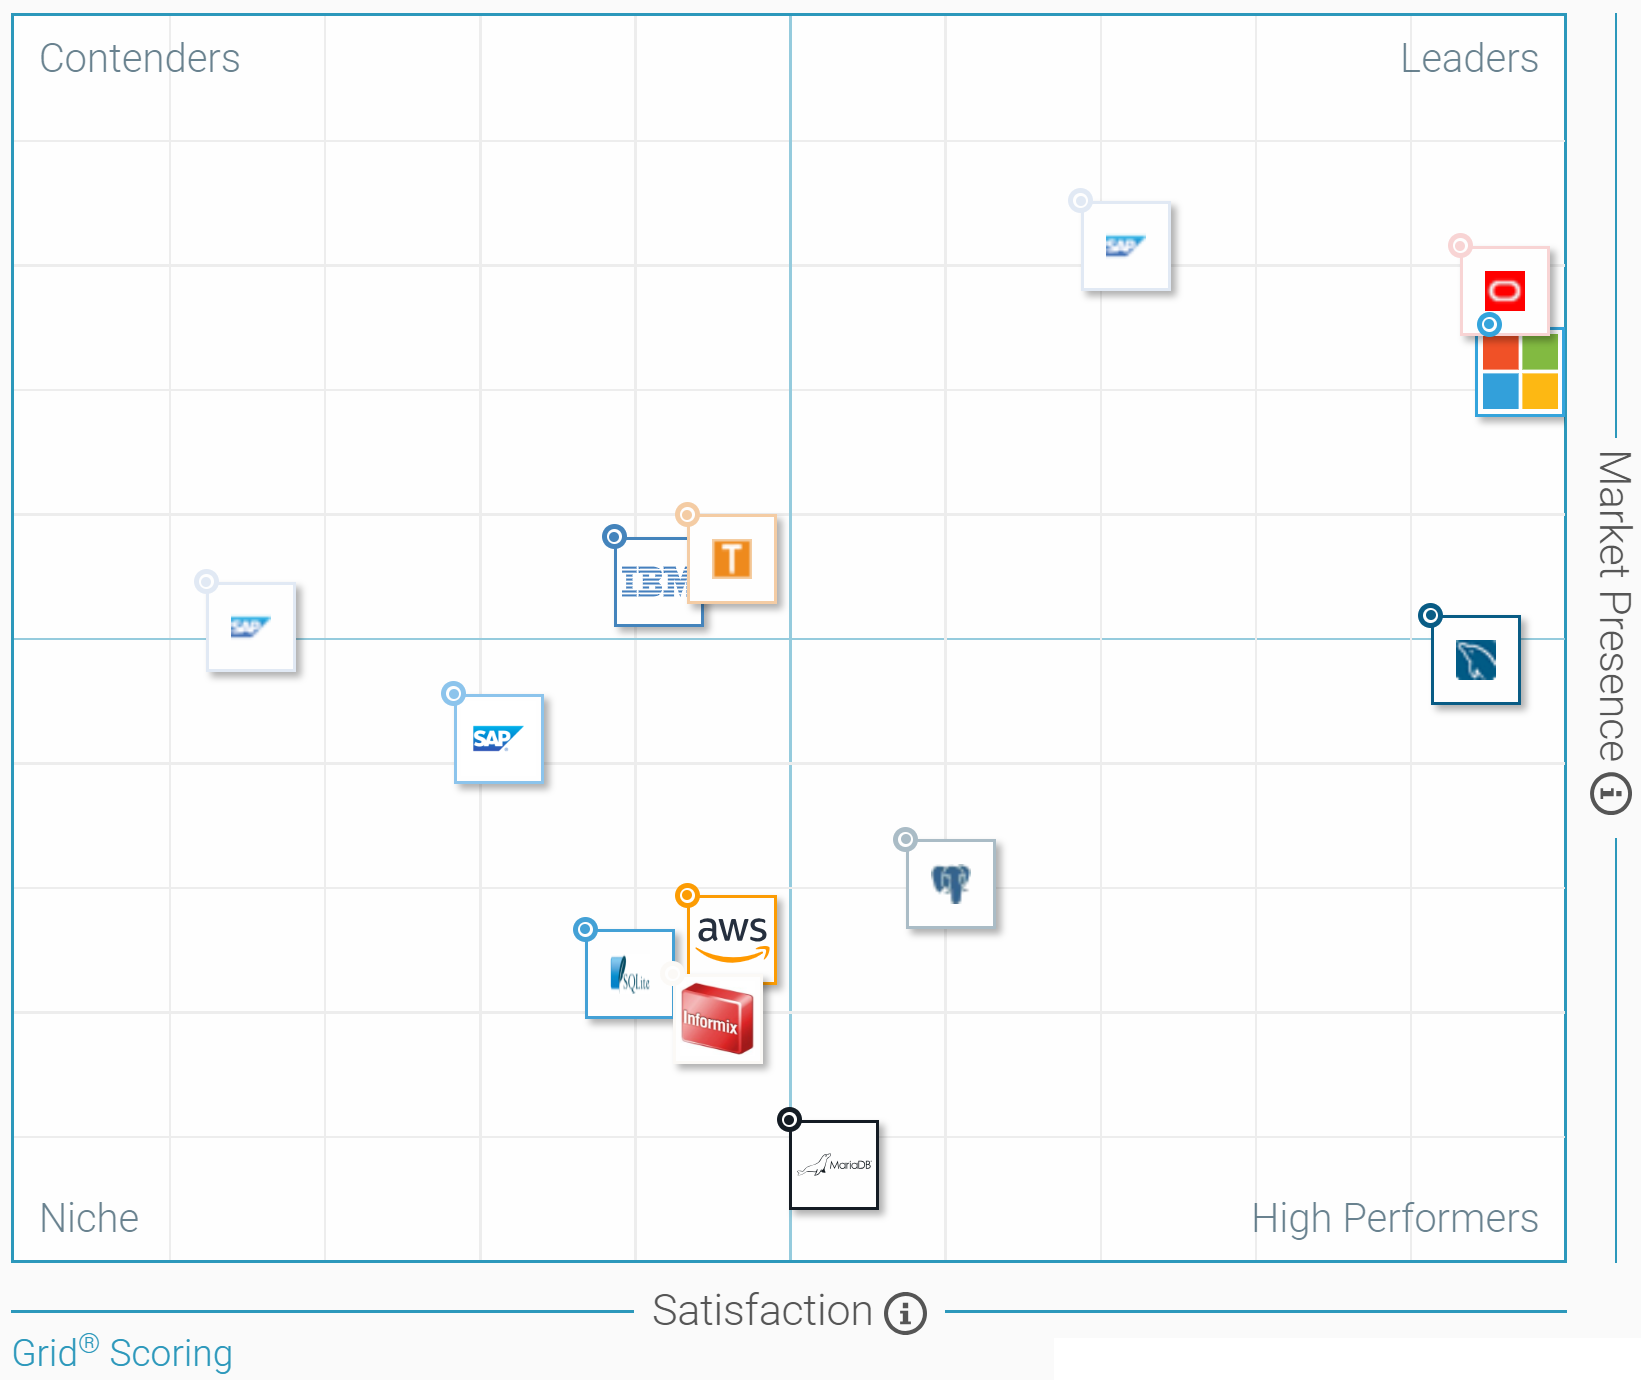 Contenders
Leaders
SAP
IBM
T
SAP
SAP
aws
SQLite
Informix
MariaDB
Niche
High Performers
Market Presence
Satisfaction
Grid® Scoring